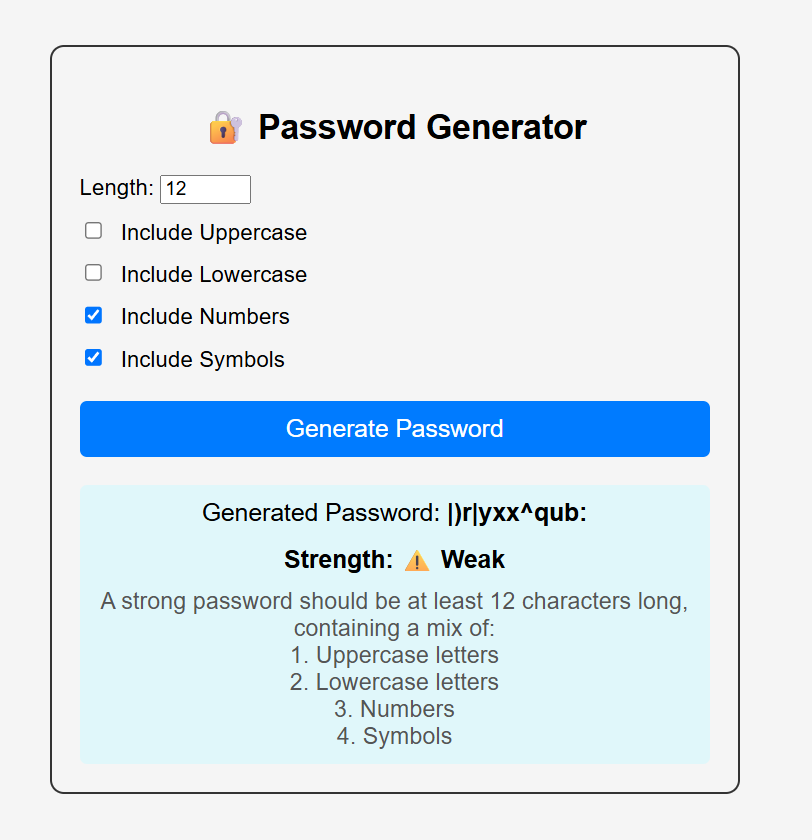 🔐 Password Generator
Length: 12
Include Uppercase
Include Lowercase
Include Numbers
Include Symbols
Generate Password
Generated Password: |)r|yxx^qub:
Strength: ⚠️ Weak
A strong password should be at least 12 characters long,
containing a mix of:
1. Uppercase letters
2. Lowercase letters
3. Numbers
4. Symbols